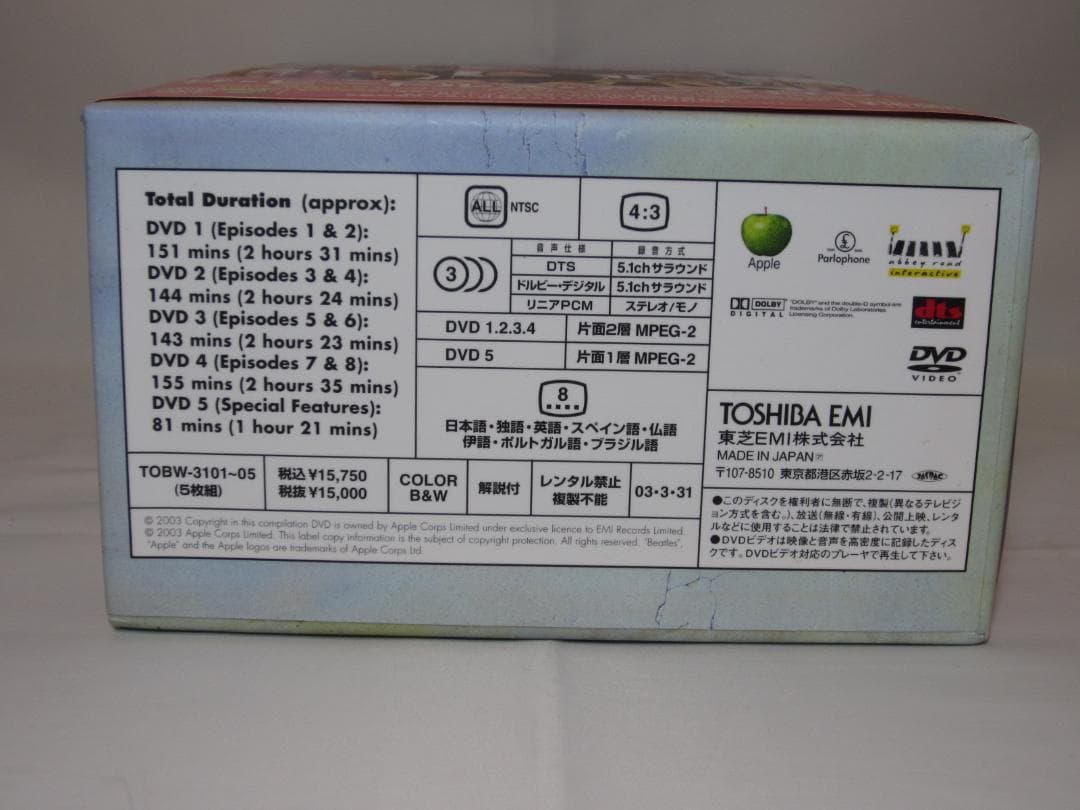 Total Duration (approx):
DVD 1 (Episodes 1 & 2):
151 mins (2 hours 31 mins)
DVD 2 (Episodes 3 & 4):
144 mins (2 hours 24 mins)
DVD 3 (Episodes 5 & 6):
143 mins (2 hours 23 mins)
DVD 4 (Episodes 7 & 8):
155 mins (2 hours 35 mins)
DVD 5 (Special Features):
81 mins (1 hour 21 mins)
ALL NTSC
4:3
3
音声仕様 録音方式
DTS 5.1chサラウンド
ドルビー・デジタル 5.1chサラウンド
リニアPCM ステレオ/モノ
DVD 1.2.3.4 片面2層 MPEG-2
DVD 5 片面1層 MPEG-2
8
日本語・独語・英語・スペイン語・仏語
伊語・ポルトガル語・ブラジル語
Apple
£
Parlophone
abbey road
interactive
DOLBY
DIGITAL
"DOLBY" and the double-D symbol are
trademarks of Dolby Laboratories
Licensing Corporation.
dts
entertainment
DVD
VIDEO
TOSHIBA EMI
東芝EMI株式会社
MADE IN JAPAN
〒107-8510 東京都港区赤坂2-2-17
JASRAC
TOBW-3101~05
(5枚組)
税込 ¥15,750
税抜 ¥15,000
COLOR
B&W
解説付
レンタル禁止
複製不能
03・3・31
●このディスクを権利者に無断で、複製(異なるテレビジ
ョン方式を含む。)、放送(無線・有線)、公開上映、レンタ
ルなどに使用することは法律で禁止されています。
●DVDビデオは映像と音声を高密度に記録したディス
クです。DVDビデオ対応のプレーヤで再生して下さい。
© 2003 Copyright in this compilation DVD is owned by Apple Corps Limited under exclusive licence to EMI Records Limited.
© 2003 Apple Corps Limited. This label copy information is the subject of copyright protection. All rights reserved. "Beatles",
"Apple" and the Apple logos are trademarks of Apple Corps Ltd.